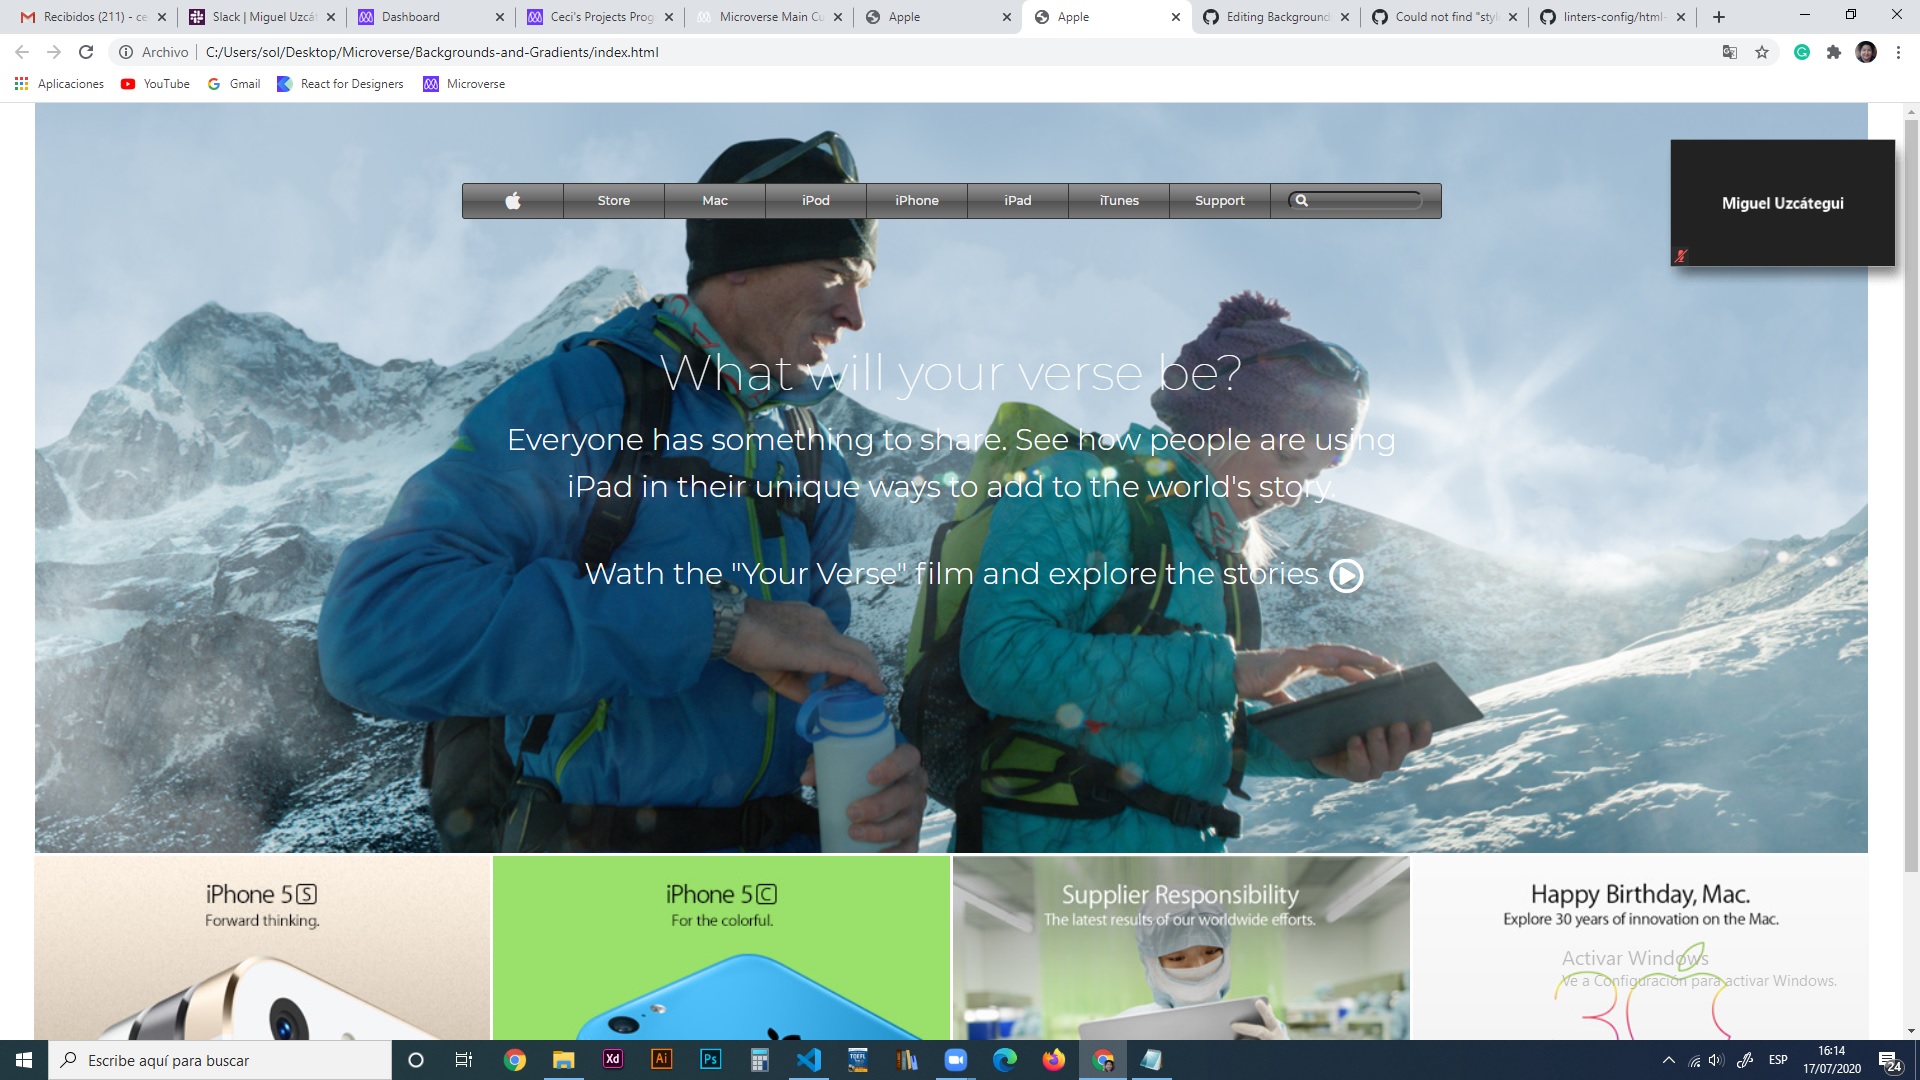 Recibidos (211) - ce
Slack | Miguel Uzcát
Dashboard
Ceci's Projects Prog
Microverse Main Cu
Apple
Apple
Editing Background
Could not find "styl
linters-config/html-
Archivo
C:/Users/sol/Desktop/Microverse/Backgrounds-and-Gradients/index.html
Aplicaciones
YouTube
Gmail
React for Designers
Microverse
Store
Mac
iPod
iPhone
iPad
iTunes
Support
Miguel Uzcátegui
What will your verse be?
Everyone has something to share. See how people are using
iPad in their unique ways to add to the world's story.
Wath the "Your Verse" film and explore the stories
iPhone 5S
Forward thinking.
iPhone 5C
For the colorful.
Supplier Responsibility
The latest results of our worldwide efforts.
Happy Birthday, Mac.
Explore 30 years of innovation on the Mac.
Activar Windows
Ve a Configuración para activar Windows.
30
Escribe aquí para buscar
Xd
Ai
Ps
TOEFL
ESP
16:14
17/07/2020
24